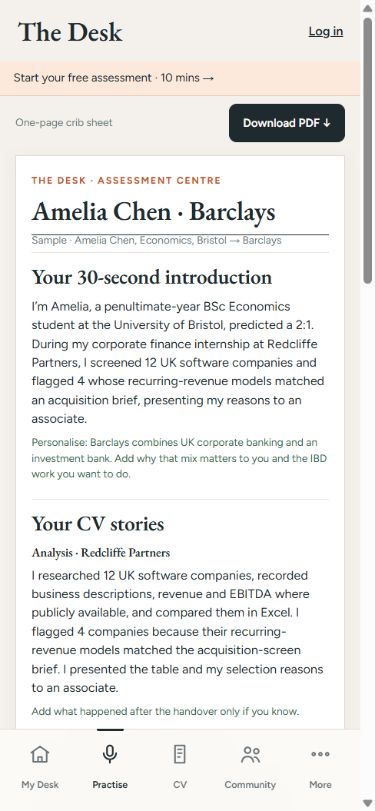 The Desk
Log in
Start your free assessment · 10 mins →
One-page crib sheet
Download PDF ↓
THE DESK · ASSESSMENT CENTRE
Amelia Chen · Barclays
Sample · Amelia Chen, Economics, Bristol → Barclays
Your 30-second introduction
I'm Amelia, a penultimate-year BSc Economics
student at the University of Bristol, predicted a 2:1.
During my corporate finance internship at Redcliffe
Partners, I screened 12 UK software companies and
flagged 4 whose recurring-revenue models matched
an acquisition brief, presenting my reasons to an
associate.
Personalise: Barclays combines UK corporate banking and an
investment bank. Add why that mix matters to you and the IBD
work you want to do.
Your CV stories
Analysis · Redcliffe Partners
I researched 12 UK software companies, recorded
business descriptions, revenue and EBITDA where
publicly available, and compared them in Excel. I
flagged 4 companies because their recurring-
revenue models matched the acquisition-screen
brief. I presented the table and my selection reasons
to an associate.
Add what happened after the handover only if you know.
My Desk
Practise
CV
Community
More